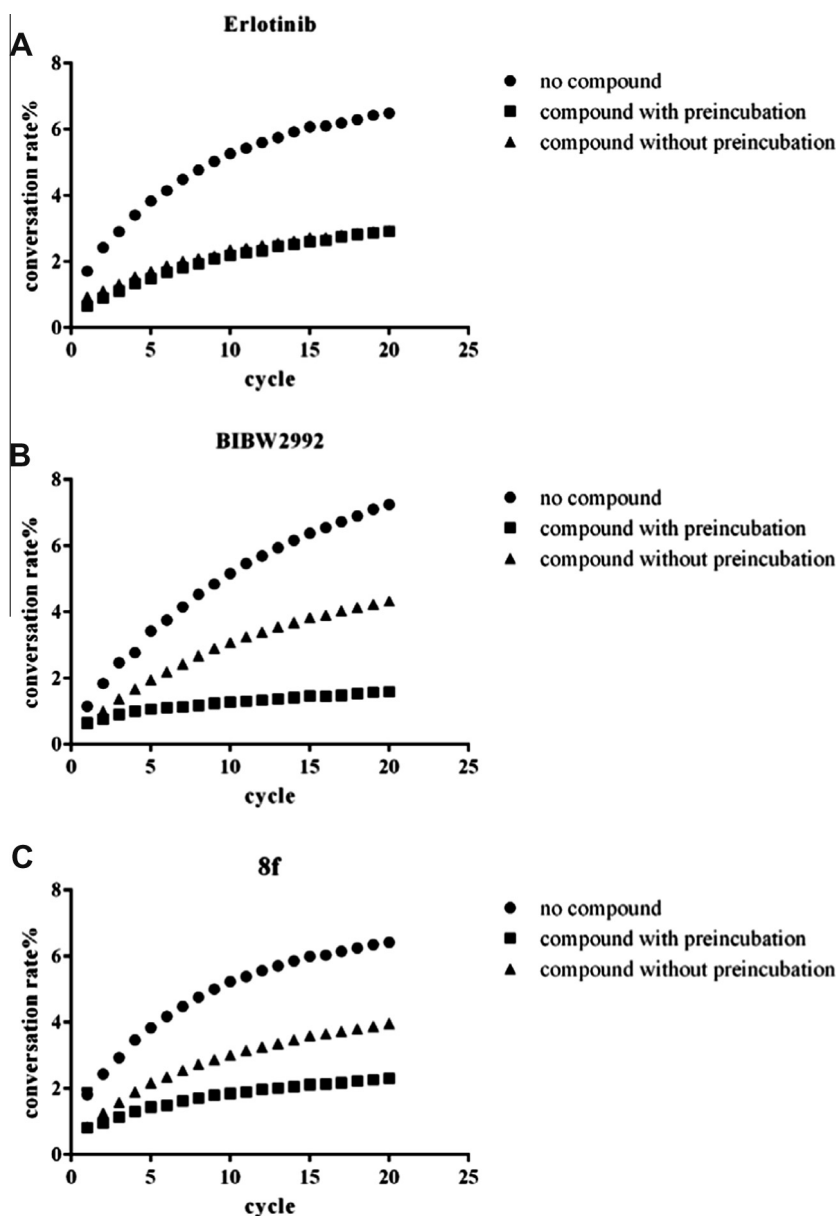 A
Erlotinib
8
6
4
2
0
conversation rate%
0 5 10 15 20 25
cycle
no compound
compound with preincubation
compound without preincubation
B
BIBW2992
8
6
4
2
0
conversation rate%
0 5 10 15 20 25
cycle
no compound
compound with preincubation
compound without preincubation
C
8f
8
6
4
2
0
conversation rate%
0 5 10 15 20 25
cycle
no compound
compound with preincubation
compound without preincubation